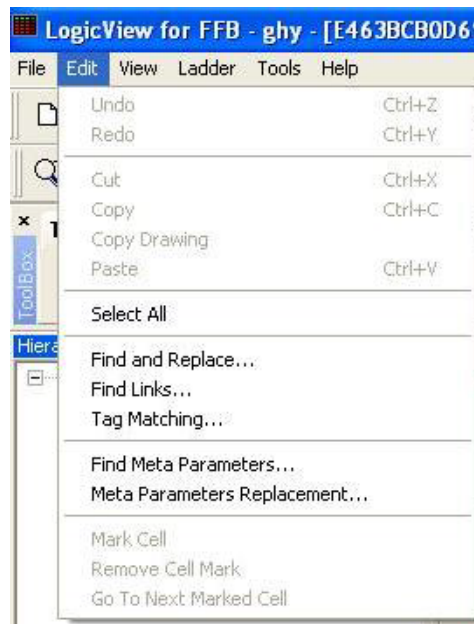 LogicView for FFB - ghy - [E463BCB0D6
File Edit View Ladder Tools Help
Undo Ctrl+Z
Redo Ctrl+Y
Cut Ctrl+X
Copy Ctrl+C
Copy Drawing
Paste Ctrl+V
ToolBox
Select All
Hiera
Find and Replace...
Find Links...
Tag Matching...
Find Meta Parameters...
Meta Parameters Replacement...
Mark Cell
Remove Cell Mark
Go To Next Marked Cell